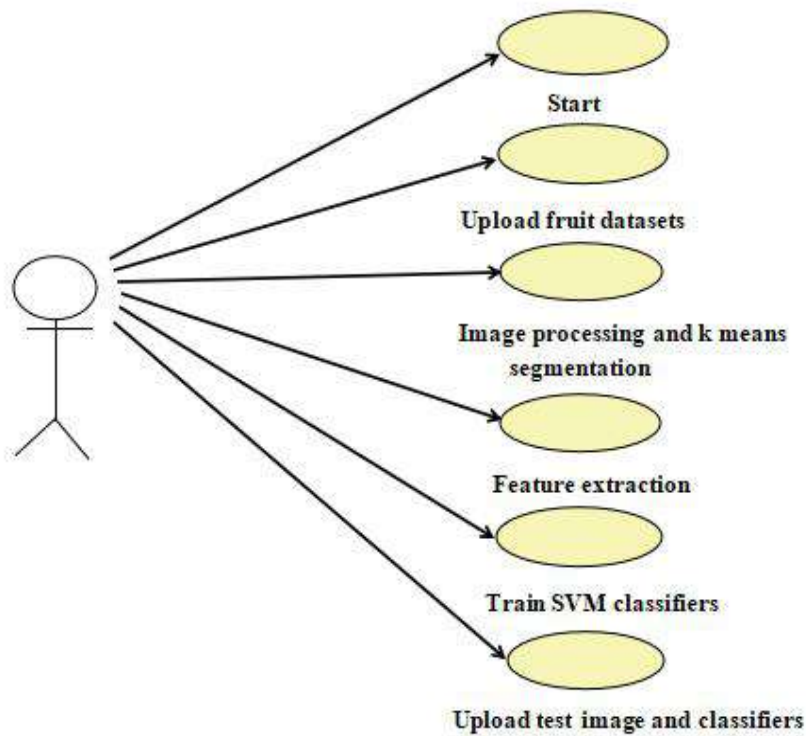 Start
Upload fruit datasets
Image processing and k means
segmentation
Feature extraction
Train SVM classifiers
Upload test image and classifiers